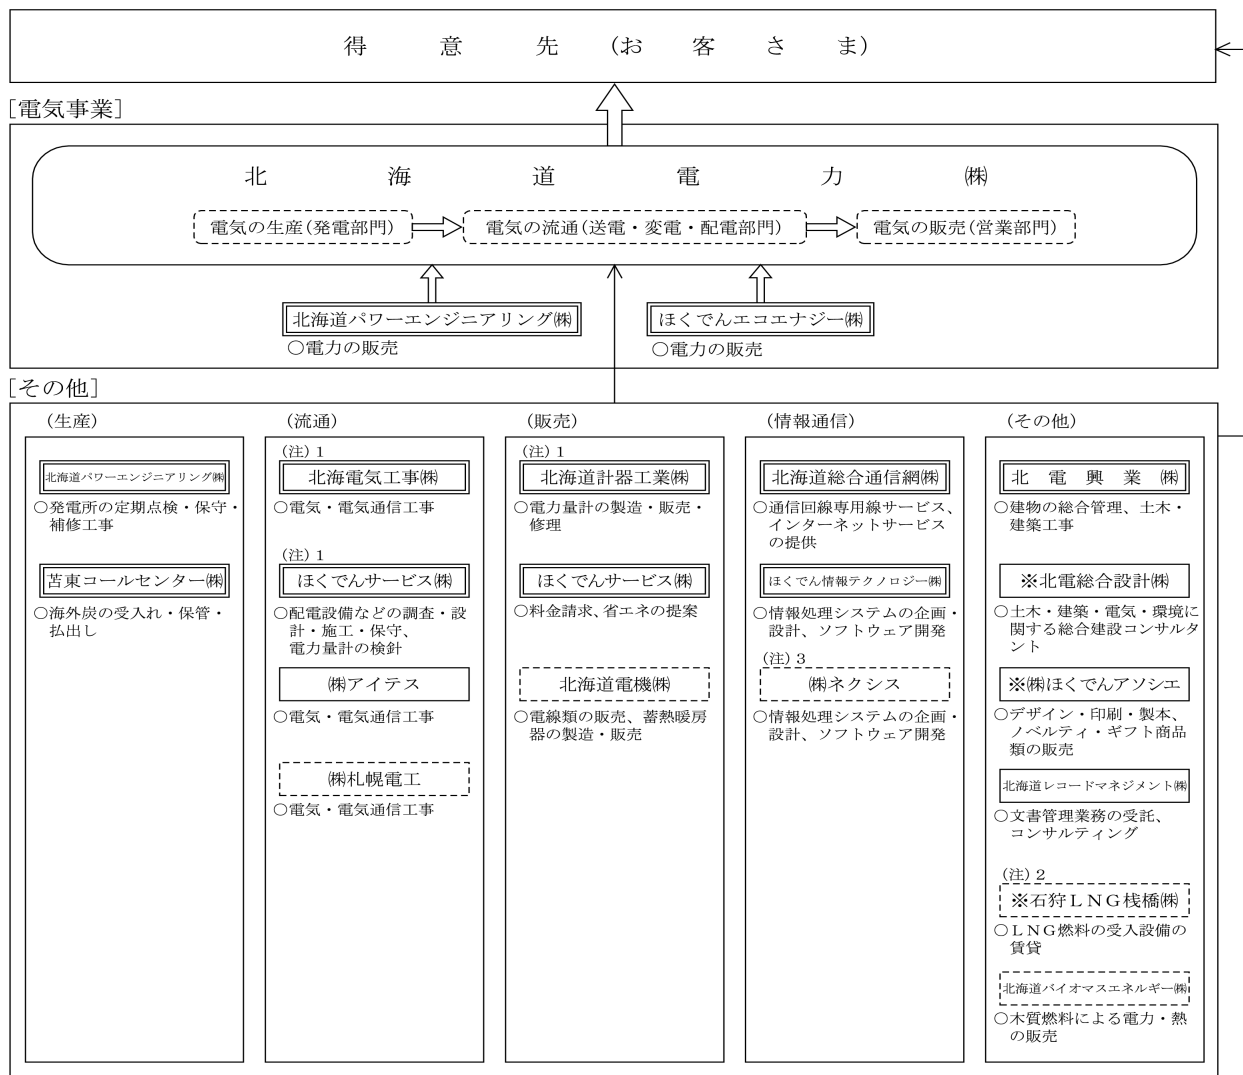 得意先(お客さま)
[電気事業]
北海道電力㈱
電気の生産(発電部門)
電気の流通(送電・変電・配電部門)
電気の販売(営業部門)
北海道パワーエンジニアリング㈱
○電力の販売
ほくでんエコエナジー㈱
○電力の販売
[その他]
(生産)
北海道パワーエンジニアリング㈱
○発電所の定期点検・保守・
補修工事
苫東コールセンター㈱
○海外炭の受入れ・保管・
払出し
(流通)
(注)1
北海電気工事㈱
○電気・電気通信工事
(注)1
ほくでんサービス㈱
○配電設備などの調査・設
計・施工・保守、
電力量計の検針
㈱アイテス
○電気・電気通信工事
㈱札幌電工
○電気・電気通信工事
(販売)
(注)1
北海道計器工業㈱
○電力量計の製造・販売・
修理
ほくでんサービス㈱
○料金請求、省エネの提案
北海道電機㈱
○電線類の販売、蓄熱暖房
器の製造・販売
(情報通信)
北海道総合通信網㈱
○通信回線専用線サービス、
インターネットサービス
の提供
ほくでん情報テクノロジー㈱
○情報処理システムの企画・
設計、ソフトウェア開発
(注)3
㈱ネクシス
○情報処理システムの企画・
設計、ソフトウェア開発
(その他)
北電興業㈱
○建物の総合管理、土木・
建築工事
※北電総合設計㈱
○土木・建築・電気・環境に
関する総合建設コンサルタ
ント
※㈱ほくでんアソシエ
○デザイン・印刷・製本、
ノベルティ・ギフト商品
類の販売
北海道レコードマネジメント㈱
○文書管理業務の受託、
コンサルティング
(注)2
※石狩LNG桟橋㈱
○LNG燃料の受入設備の
賃貸
北海道バイオマスエネルギー㈱
○木質燃料による電力・熱
の販売